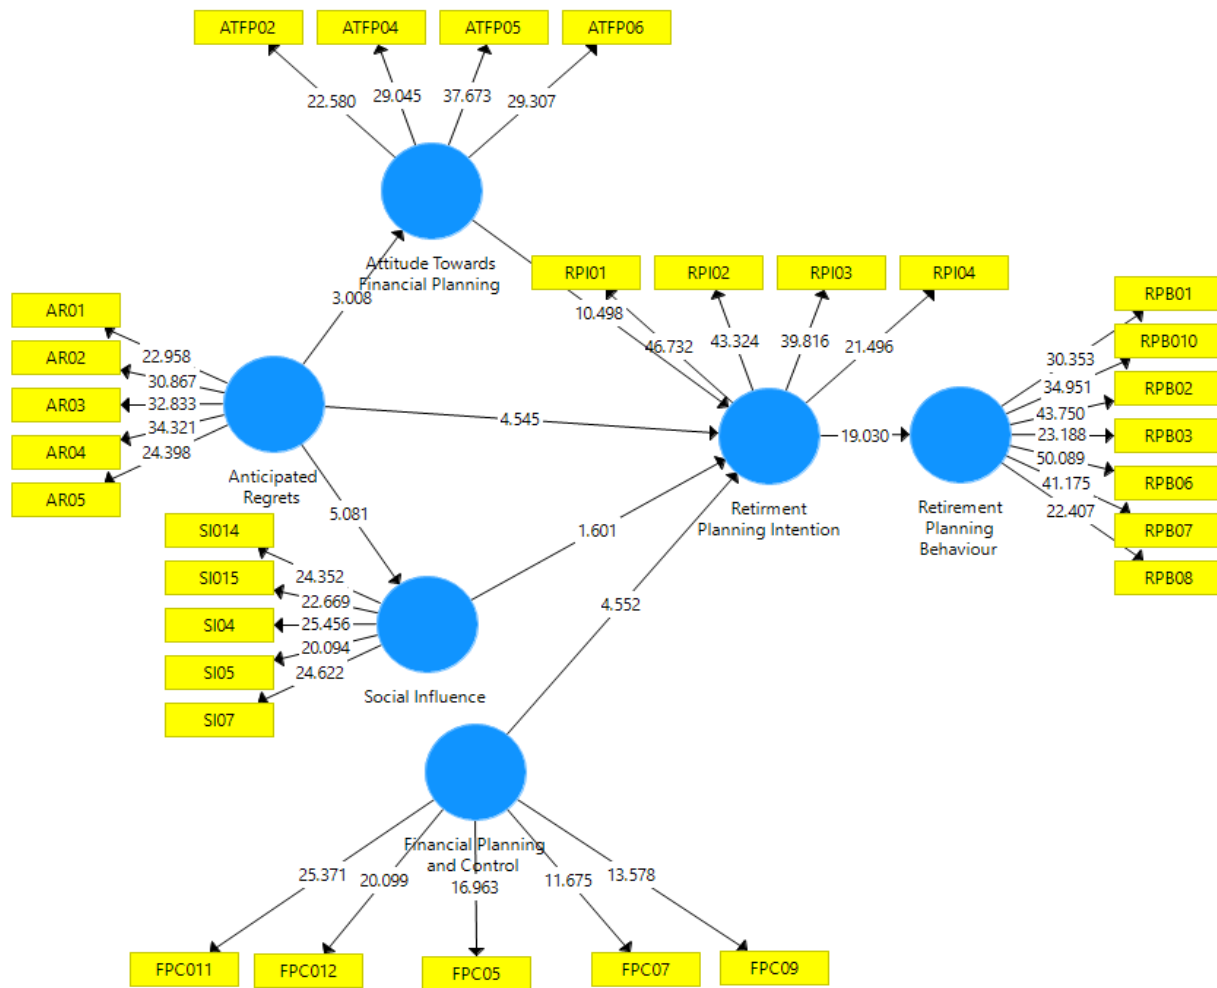 ATFP02
ATFP04
ATFP05
ATFP06
22.580
29.045
37.673
29.307
Attitude Towards
Financial Planning
3.008
10.498
RPI01
RPI02
RPI03
RPI04
46.732
43.324
39.816
21.496
AR01
AR02
AR03
AR04
AR05
22.958
30.867
32.833
34.321
24.398
Anticipated
Regrets
4.545
5.081
Retirment
Planning Intention
19.030
Retirement
Planning
Behaviour
RPB01
RPB010
RPB02
RPB03
RPB06
RPB07
RPB08
30.353
34.951
43.750
23.188
50.089
41.175
22.407
SI014
SI015
SI04
SI05
SI07
24.352
22.669
25.456
20.094
24.622
Social Influence
1.601
4.552
Financial Planning
and Control
25.371
20.099
16.963
11.675
13.578
FPC011
FPC012
FPC05
FPC07
FPC09